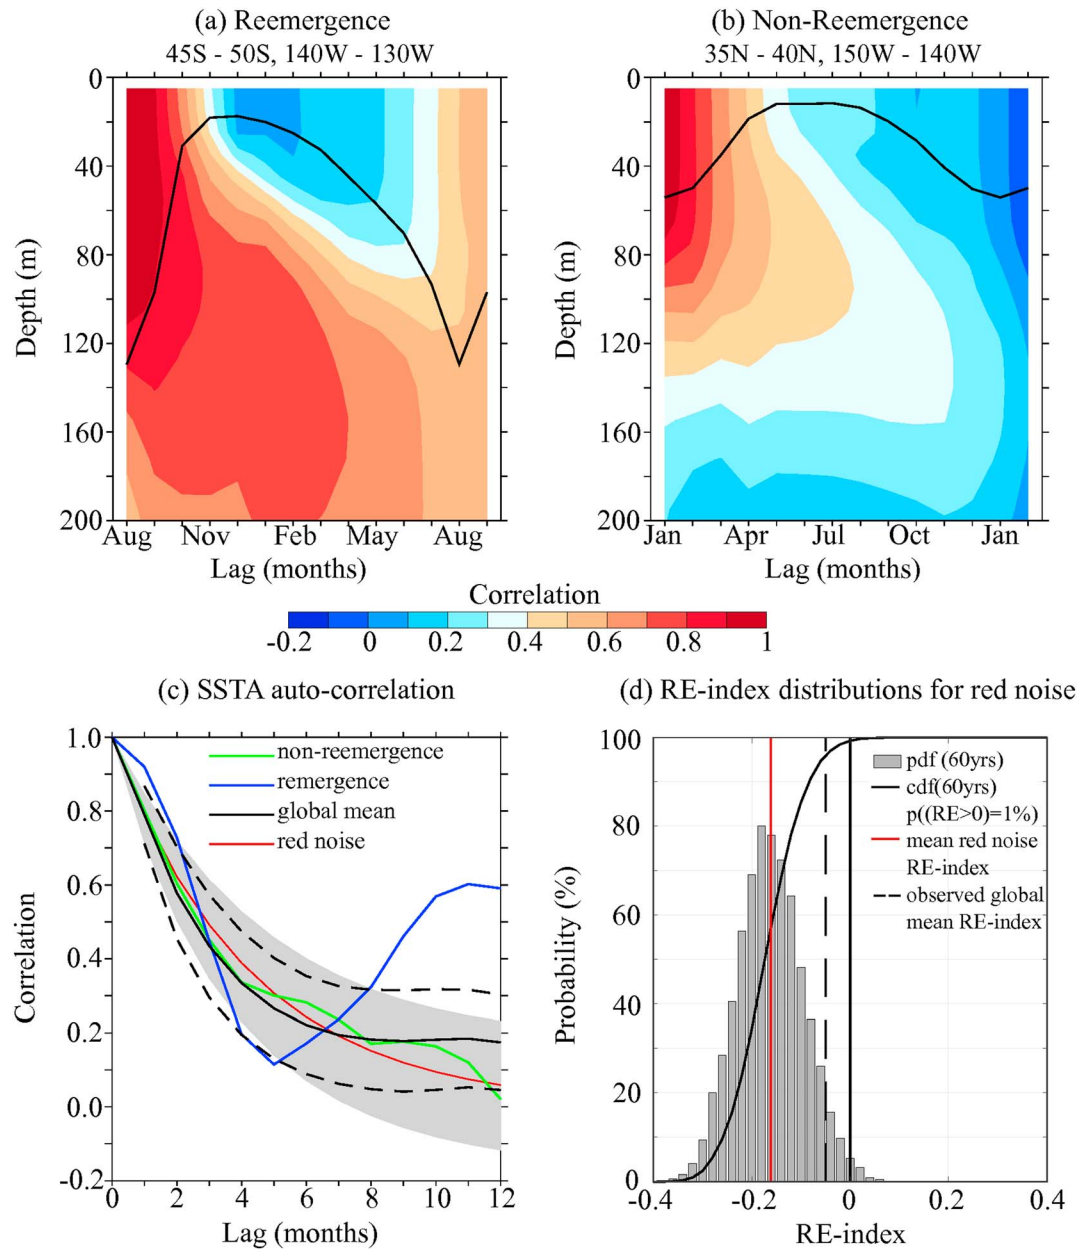 (a) Reemergence
45S - 50S, 140W - 130W
0
40
80
120
160
200
Depth (m)
Aug Nov Feb May Aug
Lag (months)
(b) Non-Reemergence
35N - 40N, 150W - 140W
0
40
80
120
160
200
Depth (m)
Jan Apr Jul Oct Jan
Lag (months)
Correlation
-0.2 0 0.2 0.4 0.6 0.8 1
(c) SSTA auto-correlation
1.0
0.8
0.6
0.4
0.2
0.0
-0.2
Correlation
non-reemergence
remergence
global mean
red noise
0 2 4 6 8 10 12
Lag (months)
(d) RE-index distributions for red noise
100
80
60
40
20
0
Probability (%)
pdf (60yrs)
cdf(60yrs)
p((RE>0)=1%)
mean red noise
RE-index
observed global
mean RE-index
-0.4 -0.2 0 0.2 0.4
RE-index